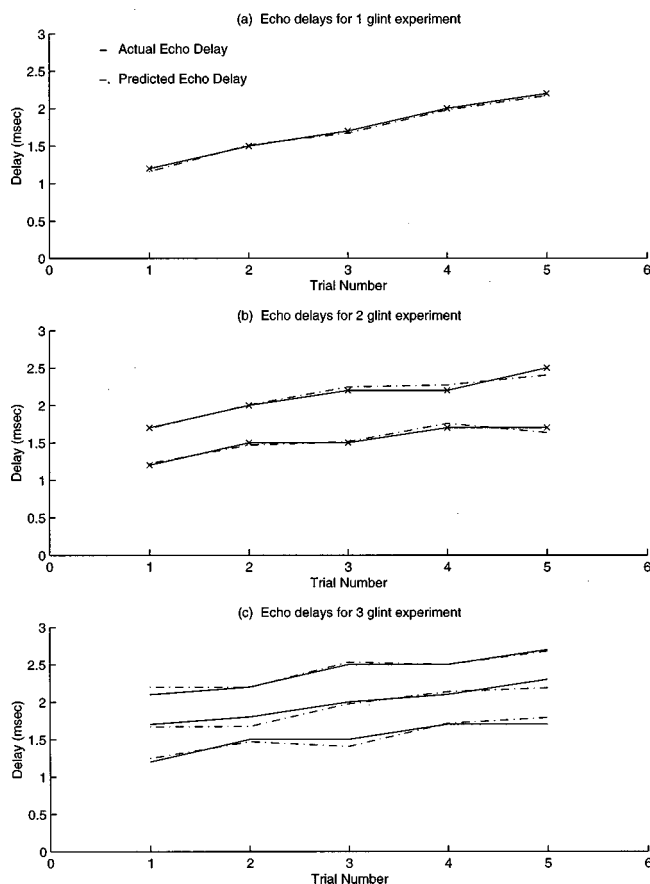 (a) Echo delays for 1 glint experiment
3
– Actual Echo Delay
2.5
–. Predicted Echo Delay
2
1.5
1
0.5
0
0 1 2 3 4 5 6
Delay (msec)
Trial Number
(b) Echo delays for 2 glint experiment
3
2.5
2
1.5
1
0.5
0
0 1 2 3 4 5 6
Delay (msec)
Trial Number
(c) Echo delays for 3 glint experiment
3
2.5
2
1.5
1
0.5
0
0 1 2 3 4 5 6
Delay (msec)
Trial Number